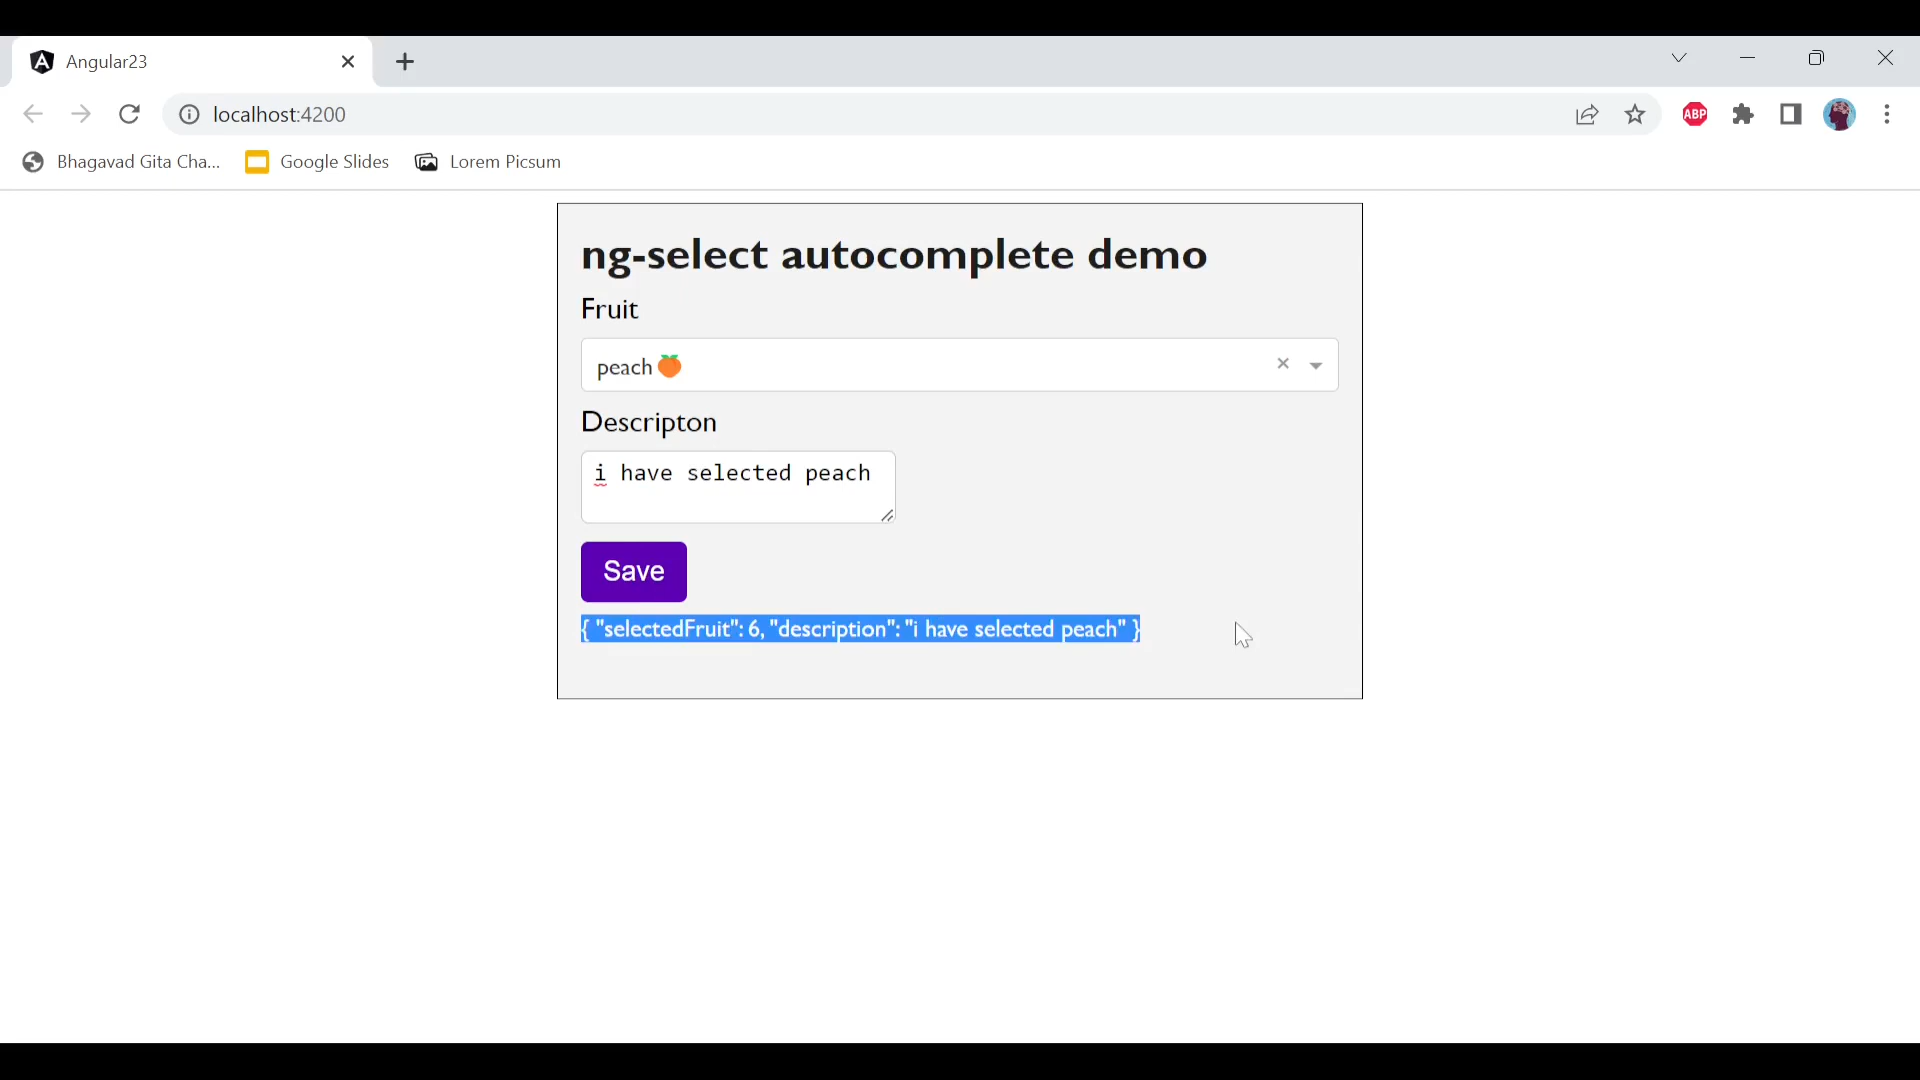 Angular23
localhost:4200
ABP
Bhagavad Gita Cha... Google Slides Lorem Picsum
ng-select autocomplete demo
Fruit
peach🍊
Descripton
i have selected peach
Save
{ "selectedFruit": 6, "description": "i have selected peach" }